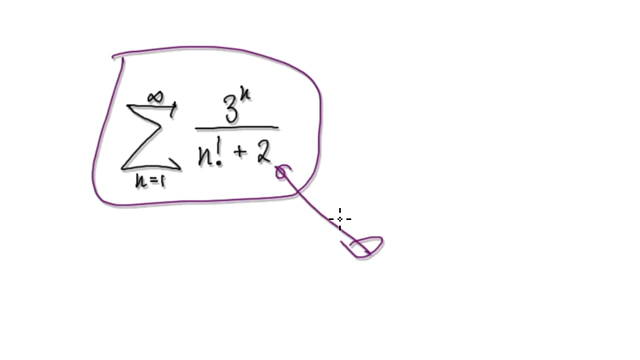 ∞
∑ 3^n / (n! + 2)
n=1